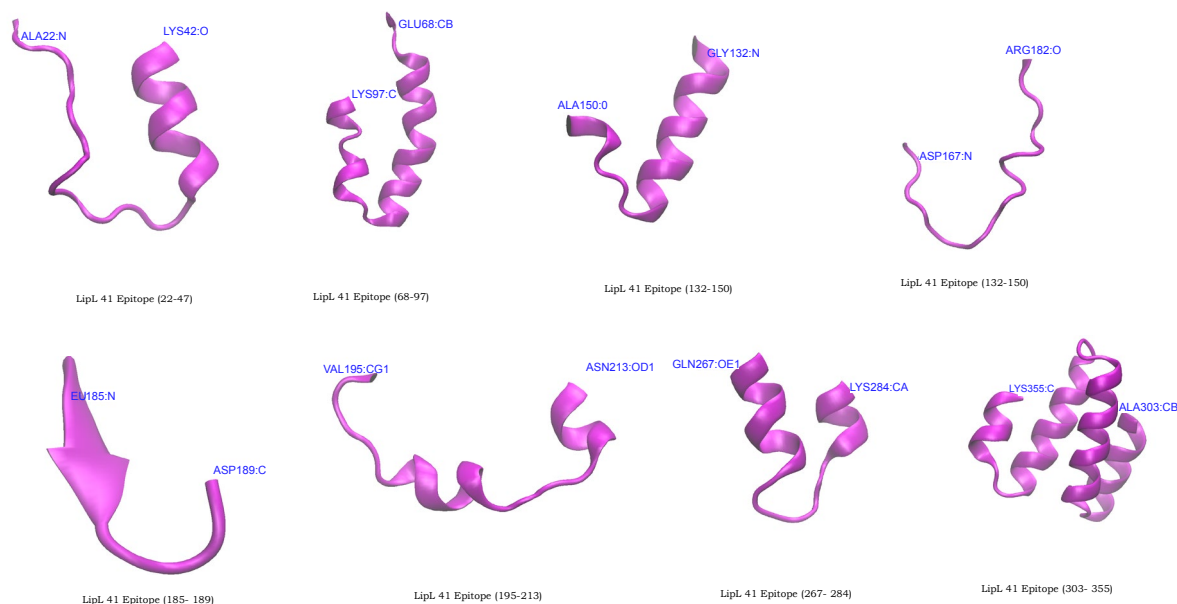 ALA22:N
LYS42:O
LipL 41 Epitope (22-47)
GLU68:CB
LYS97:C
LipL 41 Epitope (68-97)
GLY132:N
ALA150:0
LipL 41 Epitope (132-150)
ARG182:O
ASP167:N
LipL 41 Epitope (132-150)
EU185:N
ASP189:C
LipL 41 Epitope (185- 189)
VAL195:CG1
ASN213:OD1
LipL 41 Epitope (195-213)
GLN267:OE1
LYS284:CA
LipL 41 Epitope (267- 284)
LYS355:C
ALA303:CB
LipL 41 Epitope (303- 355)